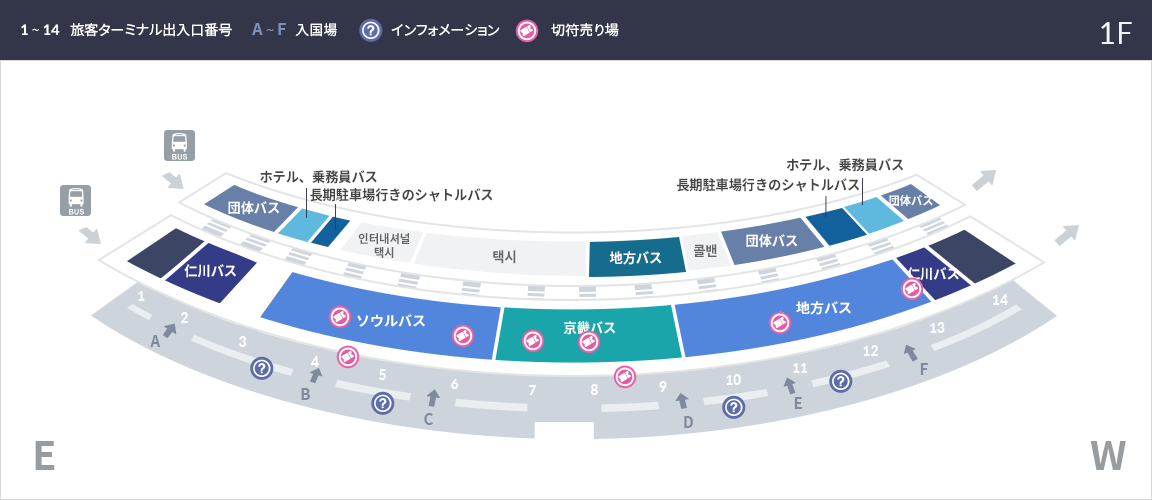 1 ~ 14 旅客ターミナル出入口番号 A ~ F 入国場 インフォメーション 切符売り場
1F
BUS
BUS
ホテル、乗務員バス
長期駐車場行きのシャトルバス
ホテル、乗務員バス
長期駐車場行きのシャトルバス
団体バス
인터내셔널
택시
택시
地方バス
콜밴
団体バス
団体バス
仁川バス
ソウルバス
京畿バス
地方バス
仁川バス
1
2
3
4
5
6
7
8
9
10
11
12
13
14
A
B
C
D
E
F
E
W